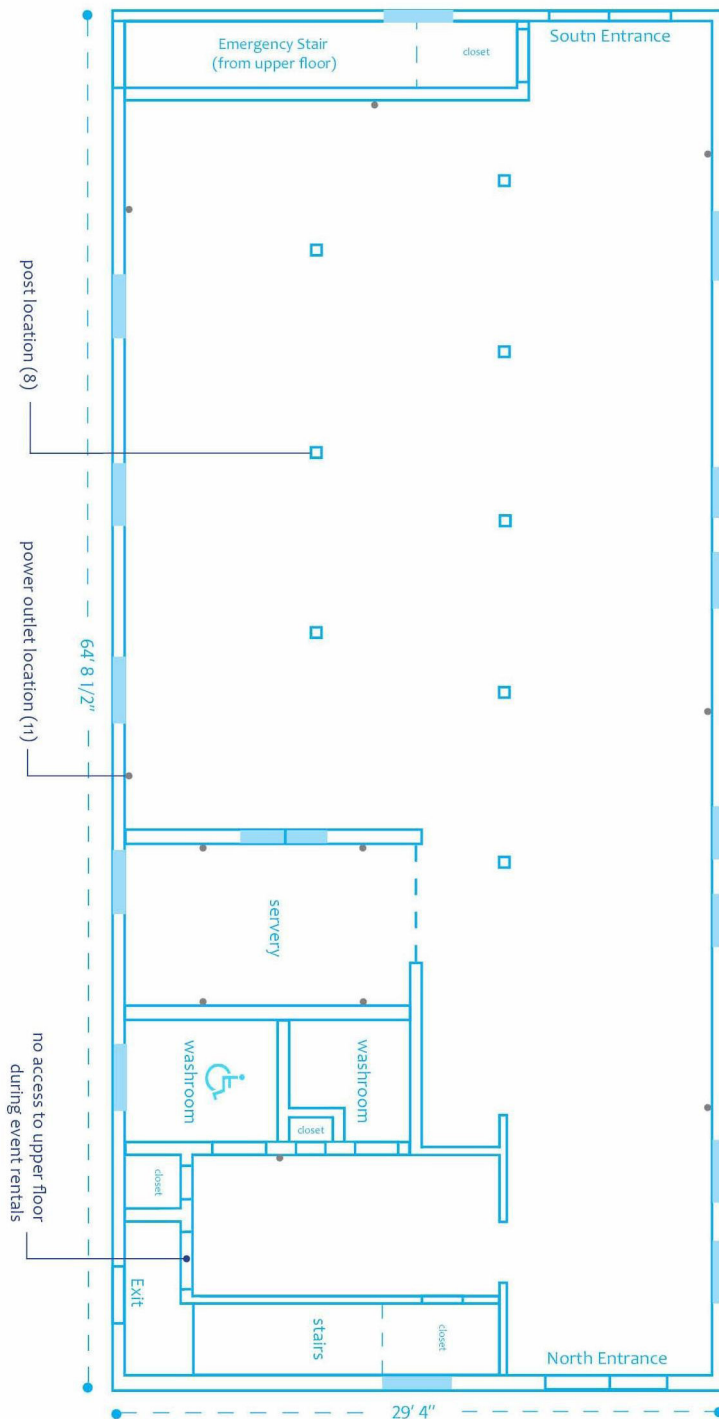 Emergency Stair
(from upper floor)
closet
Soutn Entrance
post location (8)
power outlet location (11)
64' 8 1/2"
servery
washroom
washroom
closet
no access to upper floor
during event rentals
closet
Exit
stairs
closet
North Entrance
29' 4"